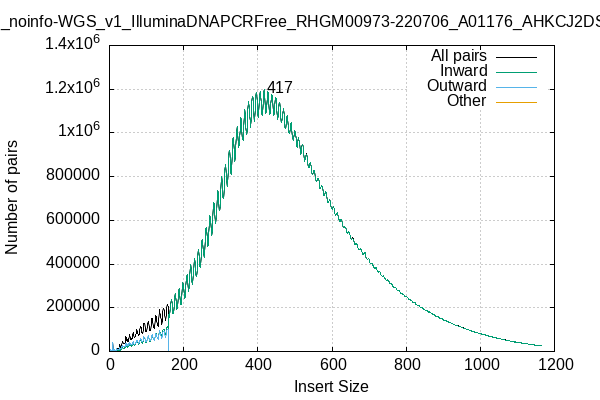 _noinfo-WGS_v1_IlluminaDNAPCRFree_RHGM00973-220706_A01176_AHKCJ2DS
1.4x10^6
1.2x10^6
1x10^6
800000
600000
400000
200000
0
Number of pairs
417
All pairs
Inward
Outward
Other
0 200 400 600 800 1000 1200
Insert Size